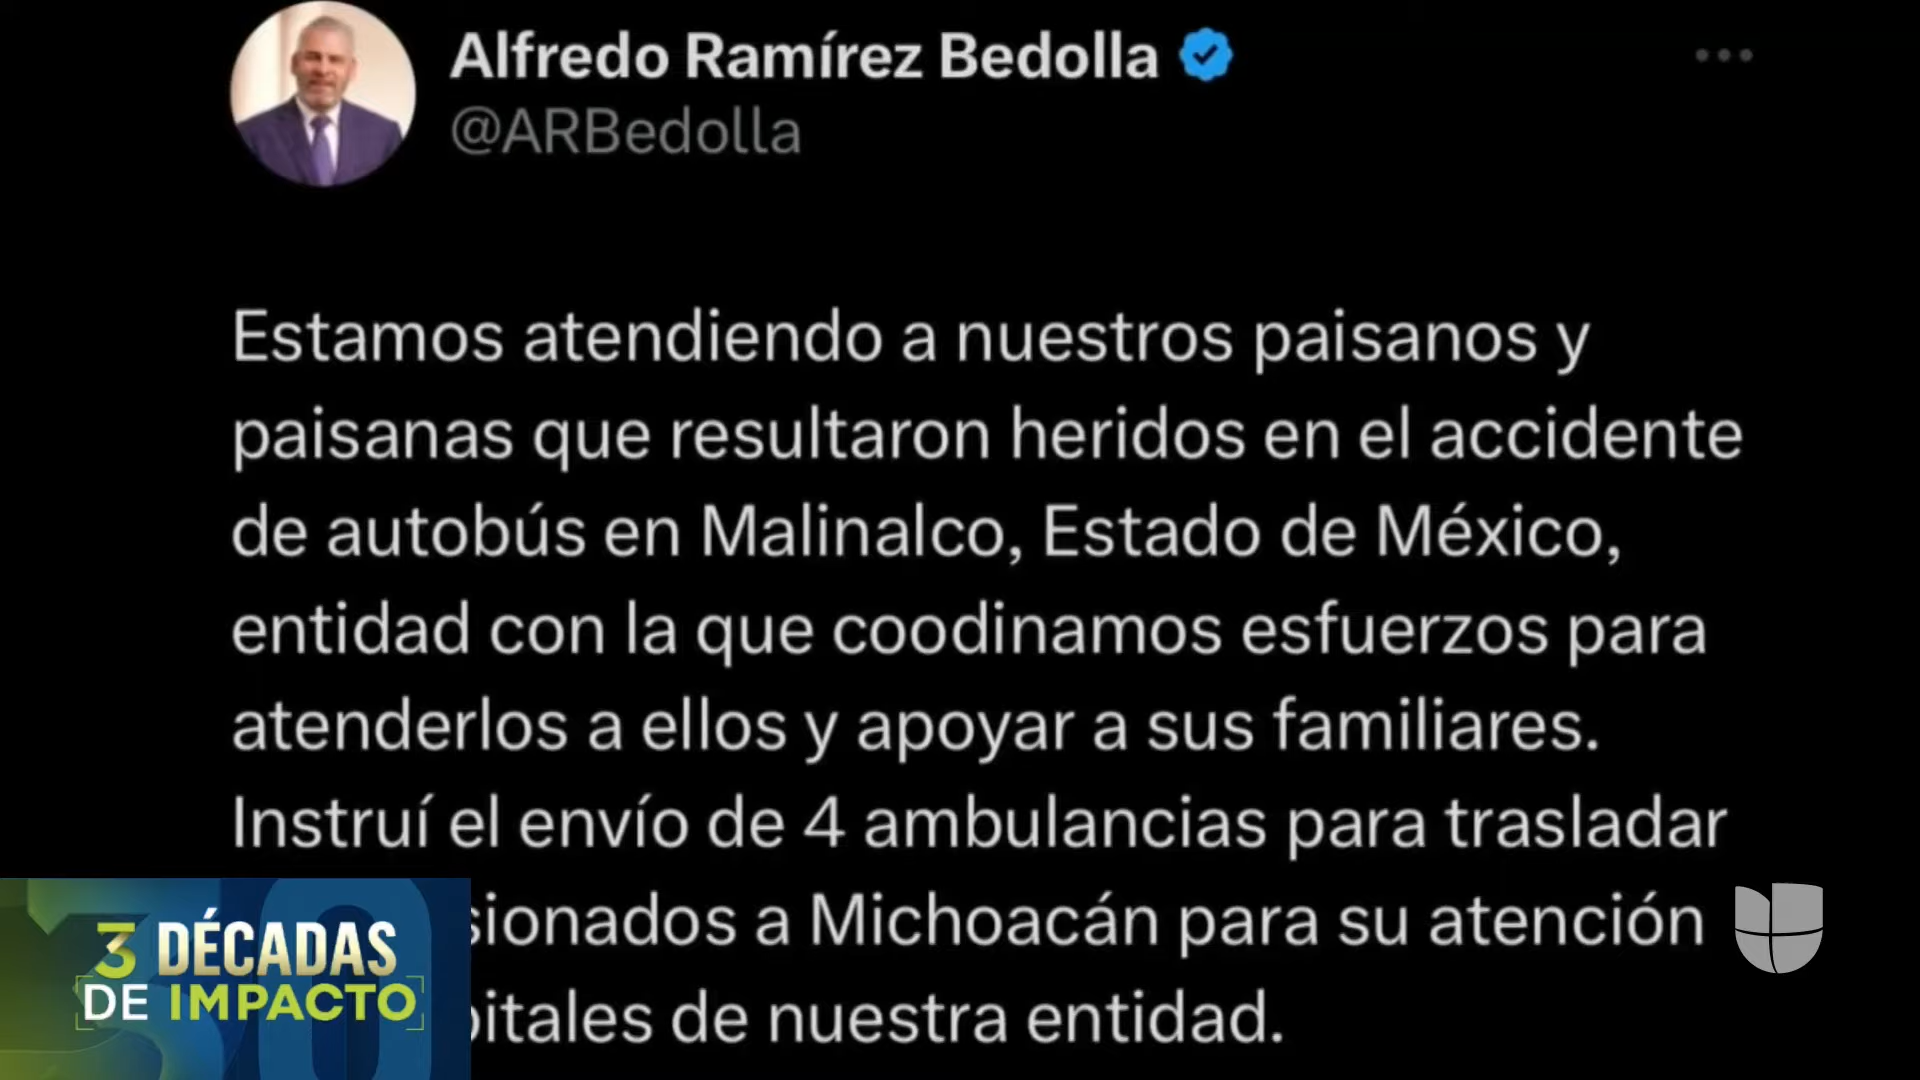 Alfredo Ramírez Bedolla
@ARBedolla
Estamos atendiendo a nuestros paisanos y
paisanas que resultaron heridos en el accidente
de autobús en Malinalco, Estado de México,
entidad con la que coodinamos esfuerzos para
atenderlos a ellos y apoyar a sus familiares.
Instruí el envío de 4 ambulancias para trasladar
sionados a Michoacán para su atención
pitales de nuestra entidad.
3 DÉCADAS
DE IMPACTO